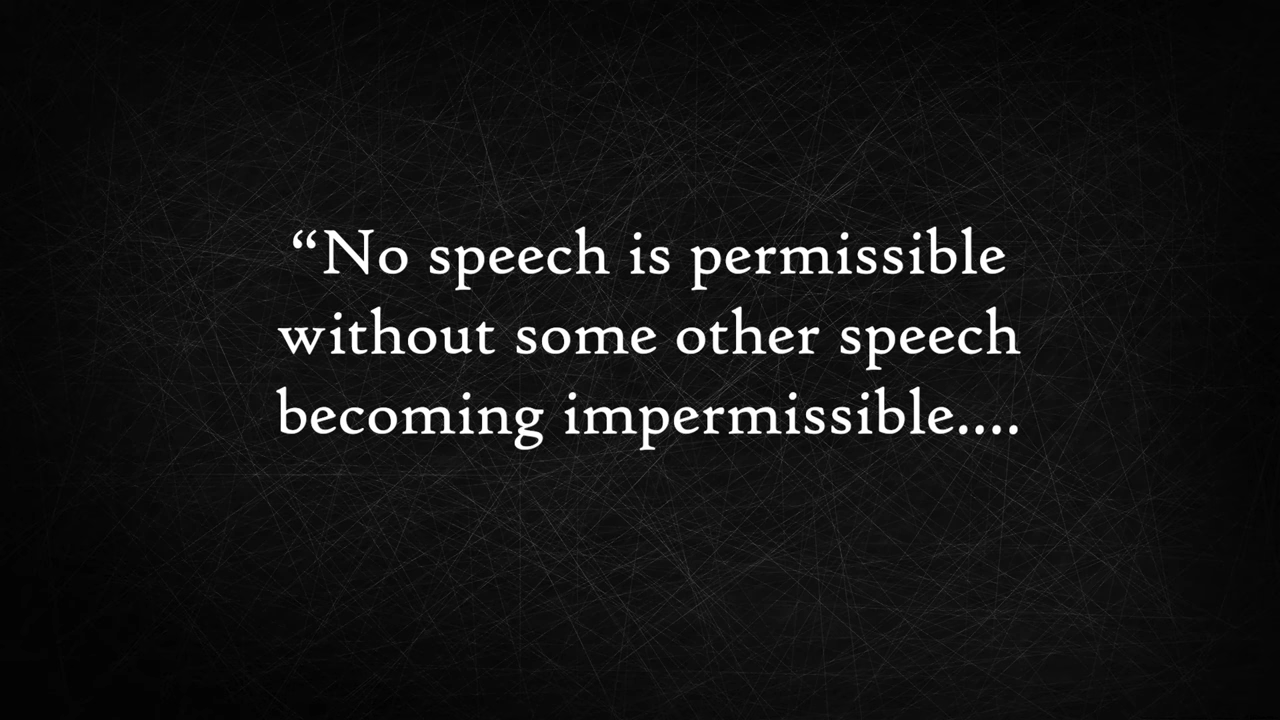 “No speech is permissible
without some other speech
becoming impermissible....